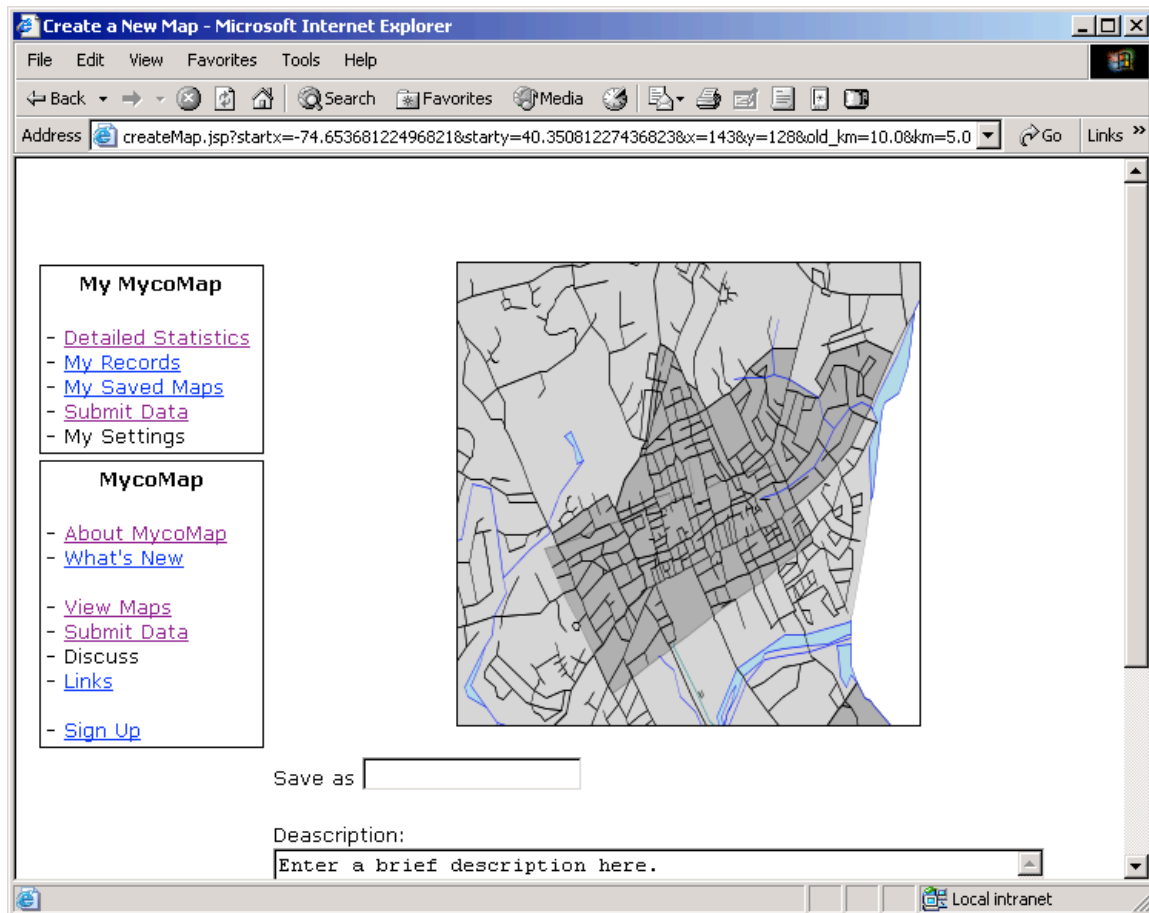 Create a New Map - Microsoft Internet Explorer
File Edit View Favorites Tools Help
Back Search Favorites Media
Address createMap.jsp?startx=-74.65368122496821&starty=40.35081227436823&x=143&y=128&old_km=10.0&km=5.0 Go Links »
My MycoMap
- Detailed Statistics
- My Records
- My Saved Maps
- Submit Data
- My Settings
MycoMap
- About MycoMap
- What's New
- View Maps
- Submit Data
- Discuss
- Links
- Sign Up
Save as
Deascription:
Enter a brief description here.
Local intranet